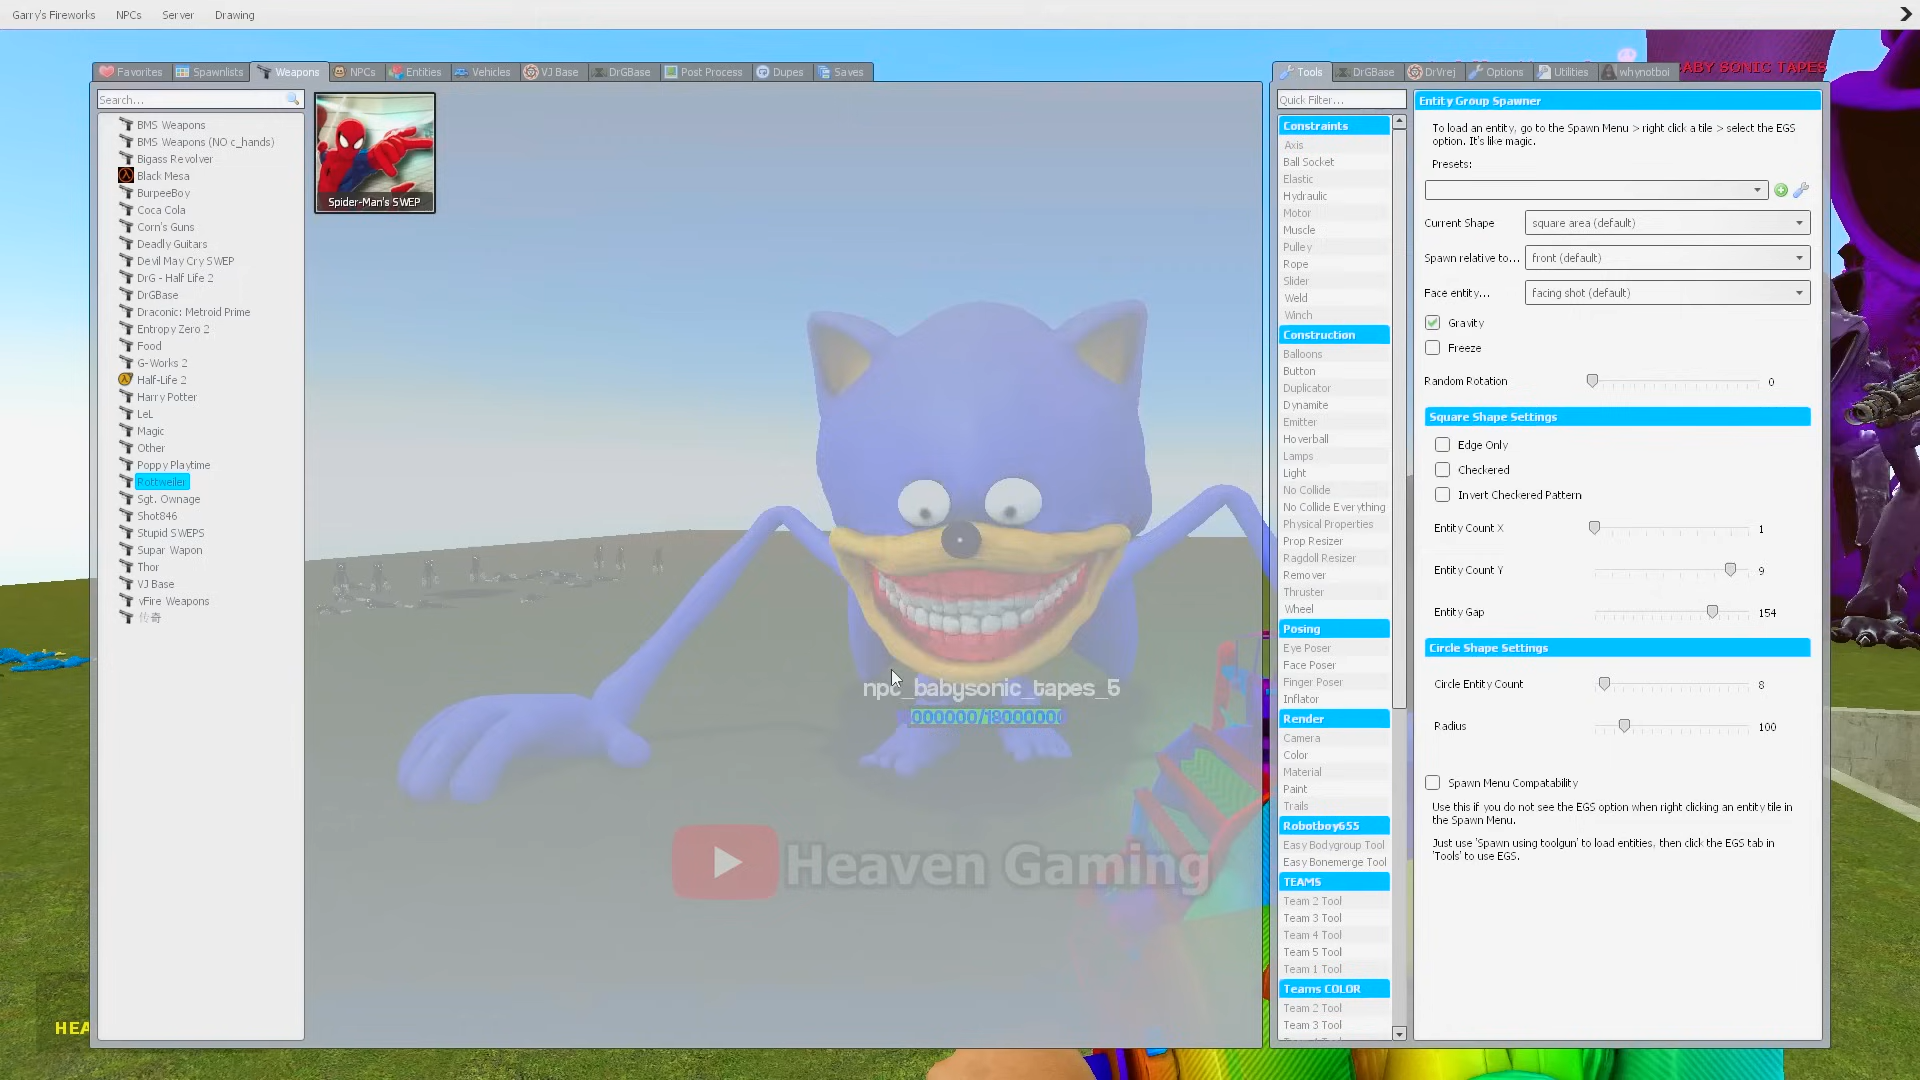 Garry's Fireworks NPCs Server Drawing
BABY SONIC TAPES
Favorites Spawnlists Weapons NPCs Entities Vehicles VJ Base DrGBase Post Process Dupes Saves
Search...
BMS Weapons
BMS Weapons (NO c_hands)
Bigass Revolver
Black Mesa
BurpeeBoy
Coca Cola
Corn's Guns
Deadly Guitars
Devil May Cry SWEP
DrG - Half Life 2
DrGBase
Draconic: Metroid Prime
Entropy Zero 2
Food
G-Works 2
Half-Life 2
Harry Potter
LeL
Magic
Other
Poppy Playtime
Rottweiler
Sgt. Ownage
Shot846
Stupid SWEPS
Supar Wapon
Thor
VJ Base
vFire Weapons
传奇
Spider-Man's SWEP
npc_babysonic_tapes_5
000000/18000000
Heaven Gaming
HEA
Tools DrGBase DrVrej Options Utilities whynotboi
Quick Filter...
Constraints
Axis
Ball Socket
Elastic
Hydraulic
Motor
Muscle
Pulley
Rope
Slider
Weld
Winch
Construction
Balloons
Button
Duplicator
Dynamite
Emitter
Hoverball
Lamps
Light
No Collide
No Collide Everything
Physical Properties
Prop Resizer
Ragdoll Resizer
Remover
Thruster
Wheel
Posing
Eye Poser
Face Poser
Finger Poser
Inflator
Render
Camera
Color
Material
Paint
Trails
Robotboy655
Easy Bodygroup Tool
Easy Bonemerge Tool
TEAMS
Team 2 Tool
Team 3 Tool
Team 4 Tool
Team 5 Tool
Team 1 Tool
Teams COLOR
Team 2 Tool
Team 3 Tool
Entity Group Spawner
To load an entity, go to the Spawn Menu > right click a tile > select the EGS
option. It's like magic.
Presets:
Current Shape square area (default)
Spawn relative to... front (default)
Face entity... facing shot (default)
Gravity
Freeze
Random Rotation 0
Square Shape Settings
Edge Only
Checkered
Invert Checkered Pattern
Entity Count X 1
Entity Count Y 9
Entity Gap 154
Circle Shape Settings
Circle Entity Count 8
Radius 100
Spawn Menu Compatability
Use this if you do not see the EGS option when right clicking an entity tile in
the Spawn Menu.
Just use 'Spawn using toolgun' to load entities, then click the EGS tab in
'Tools' to use EGS.